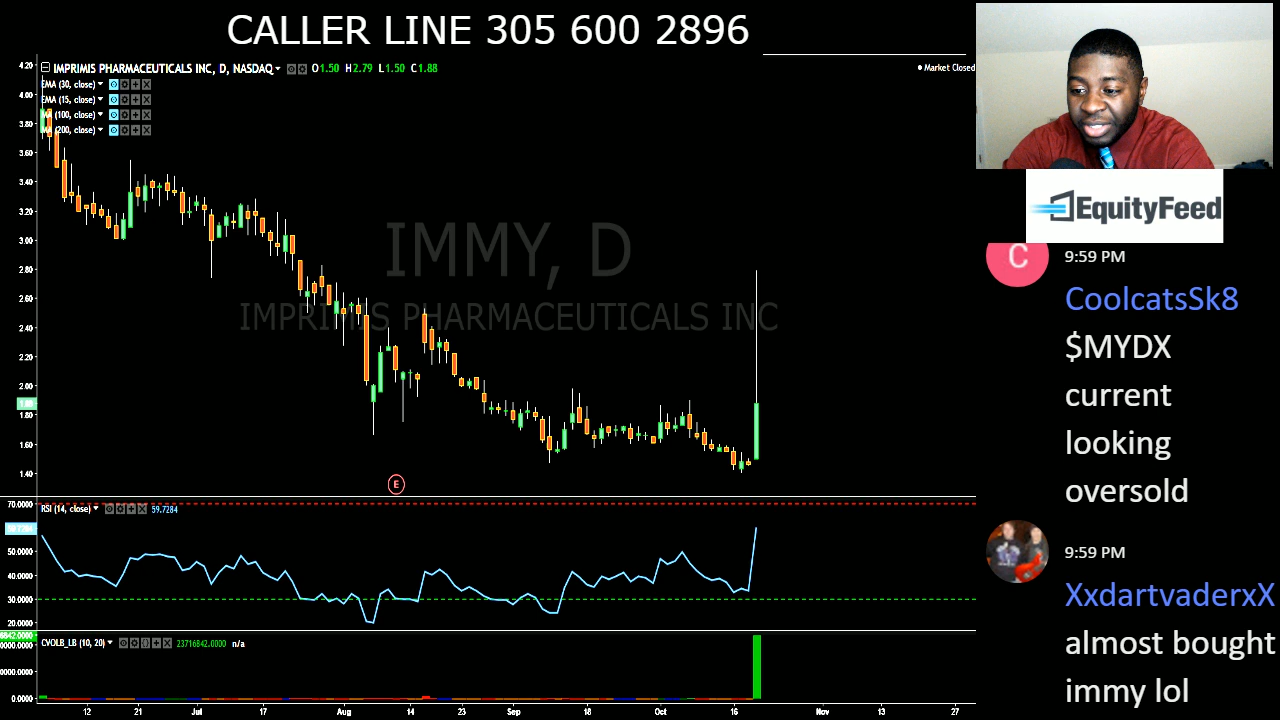 CALLER LINE 305 600 2896
IMPRIMIS PHARMACEUTICALS INC, D, NASDAQ O1.50 H2.79 L1.50 C1.88
Market Closed
EMA (30, close)
EMA (15, close)
MA (100, close)
MA (200, close)
4.20
4.00
3.80
3.60
3.40
3.20
3.00
2.80
2.60
2.40
2.20
2.00
1.88
1.80
1.60
1.40
IMMY, D
IMPRIMIS PHARMACEUTICALS INC
E
RSI (14, close) 59.7284
70.0000
50.0000
40.0000
30.0000
20.0000
CVOLB_LB (10, 20) 23716842.0000 n/a
0.0000
12 21 Jul 17 Aug 14 23 Sep 18 Oct 16 Nov 13 27
EquityFeed
C
9:59 PM
CoolcatsSk8
$MYDX
current
looking
oversold
9:59 PM
XxdartvaderxX
almost bought
immy lol